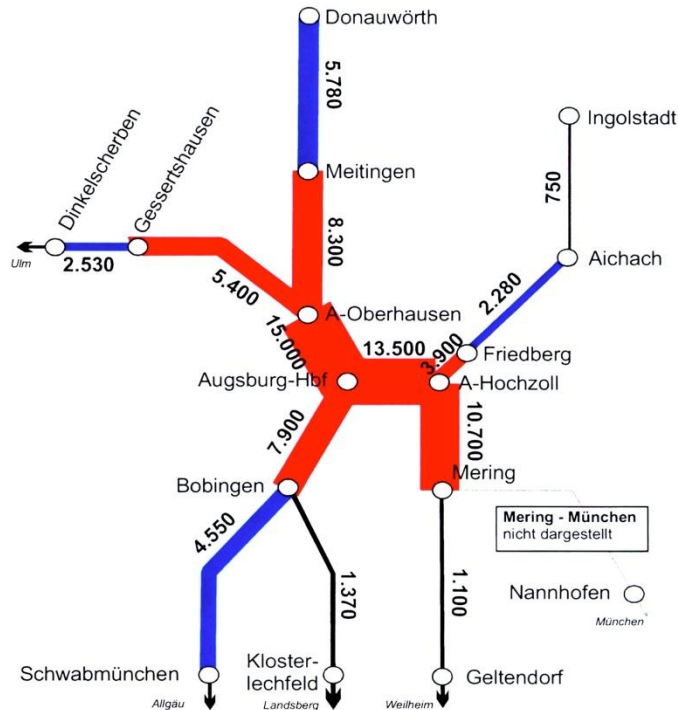 Donauwörth
5.780
Ingolstadt
Dinkelscherben
Gessertshausen
Meitingen
750
Ulm
2.530
8.300
Aichach
5.400
2.280
A-Oberhausen
15.000
13.500
3.900
Friedberg
Augsburg-Hbf
A-Hochzoll
7.900
10.700
Bobingen
Mering
4.550
Mering - München
nicht dargestellt
1.370
1.100
Nannhofen
München
Schwabmünchen
Kloster-
lechfeld
Geltendorf
Allgäu
Landsberg
Weilheim